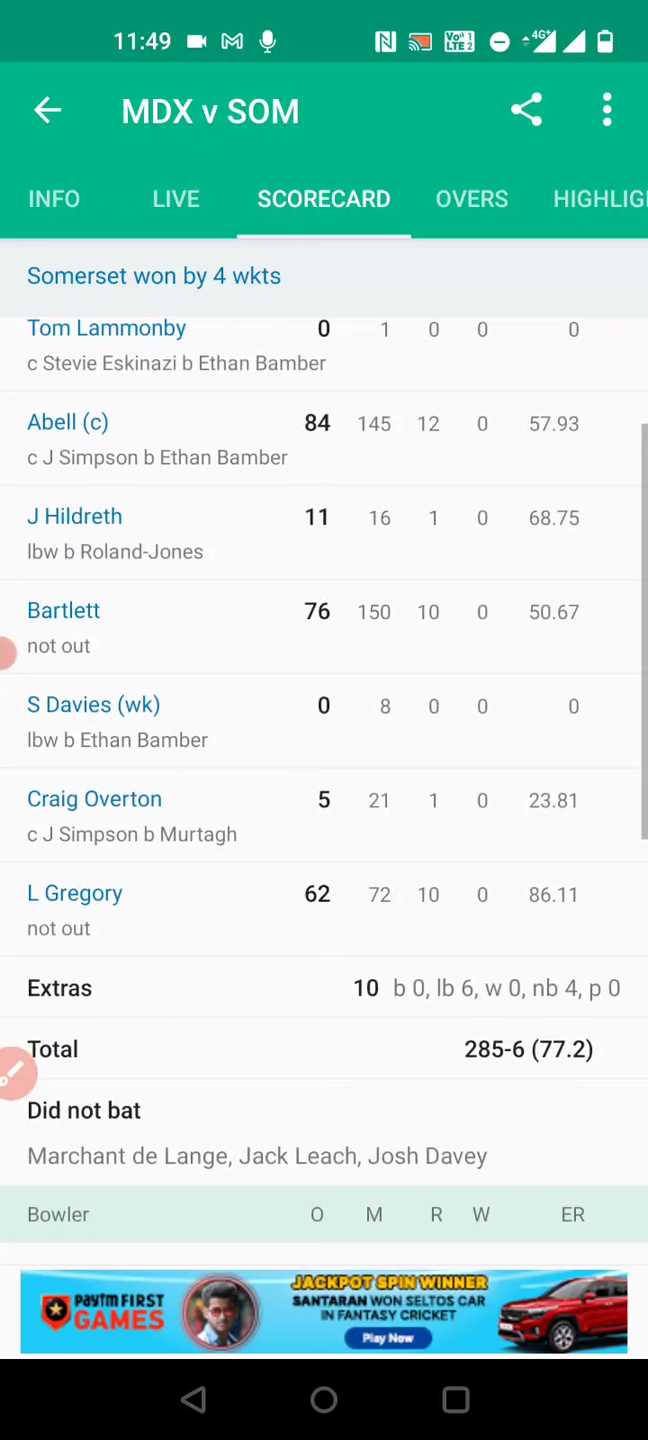 11:49 Vo)) 1 LTE 2 4G+
MDX v SOM
INFO LIVE SCORECARD OVERS HIGHLIG
Somerset won by 4 wkts
Tom Lammonby 0 1 0 0 0
c Stevie Eskinazi b Ethan Bamber
Abell (c) 84 145 12 0 57.93
c J Simpson b Ethan Bamber
J Hildreth 11 16 1 0 68.75
lbw b Roland-Jones
Bartlett 76 150 10 0 50.67
not out
S Davies (wk) 0 8 0 0 0
lbw b Ethan Bamber
Craig Overton 5 21 1 0 23.81
c J Simpson b Murtagh
L Gregory 62 72 10 0 86.11
not out
Extras 10 b 0, lb 6, w 0, nb 4, p 0
Total 285-6 (77.2)
Did not bat
Marchant de Lange, Jack Leach, Josh Davey
Bowler O M R W ER
PAYTM FIRST GAMES
JACKPOT SPIN WINNER
SANTARAN WON SELTOS CAR
IN FANTASY CRICKET
Play Now